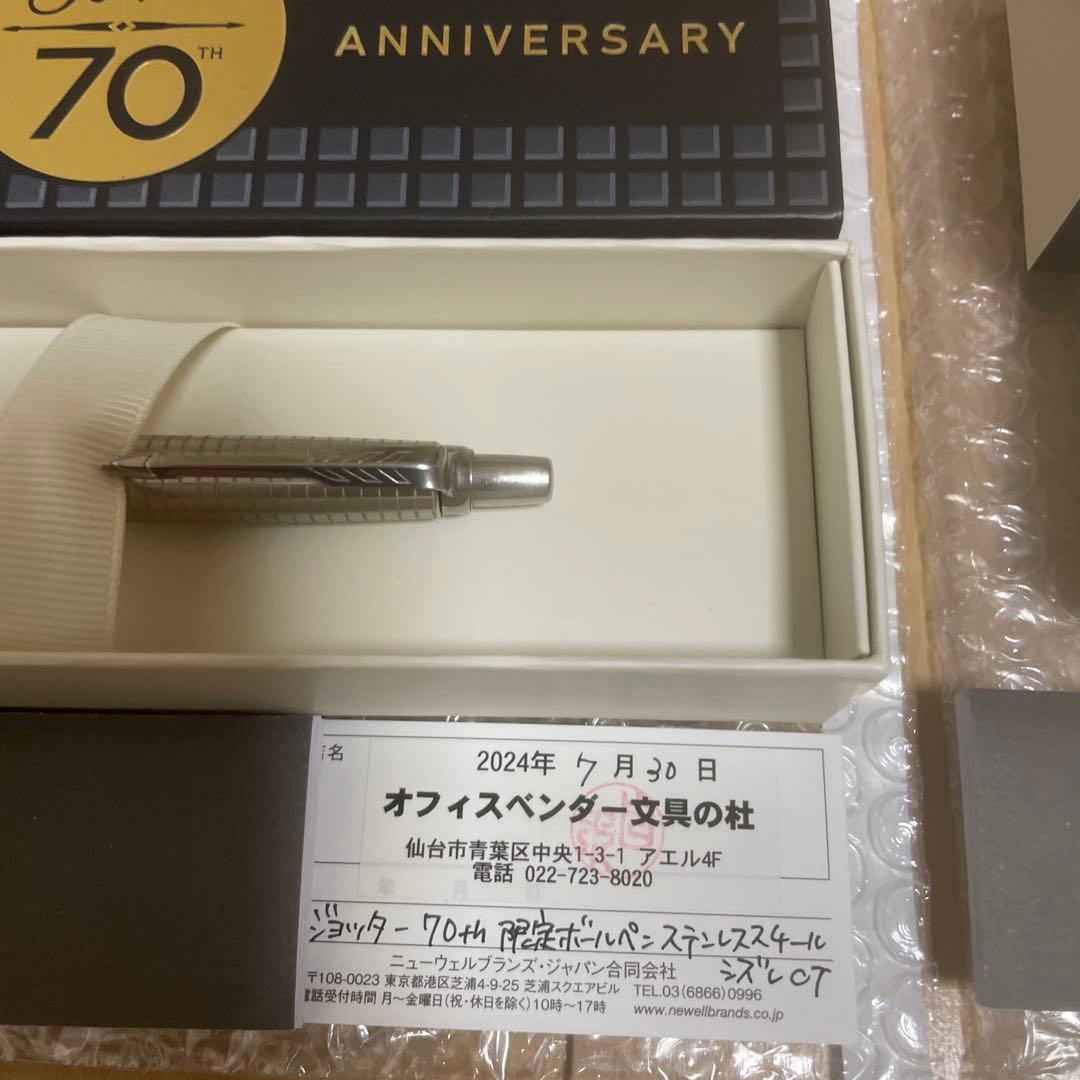 70TH
ANNIVERSARY
店名
2024年 7月30日
オフィスベンダー文具の杜
仙台市青葉区中央1-3-1 アエル4F
電話 022-723-8020
年 月
ジョッター 70th 限定ボールペン ステンレススチール
シズレCT
ニューウェルブランズ・ジャパン合同会社
〒108-0023 東京都港区芝浦4-9-25 芝浦スクエアビル TEL.03(6866)0996
電話受付時間 月〜金曜日(祝・休日を除く)10時〜17時 www.newellbrands.co.jp